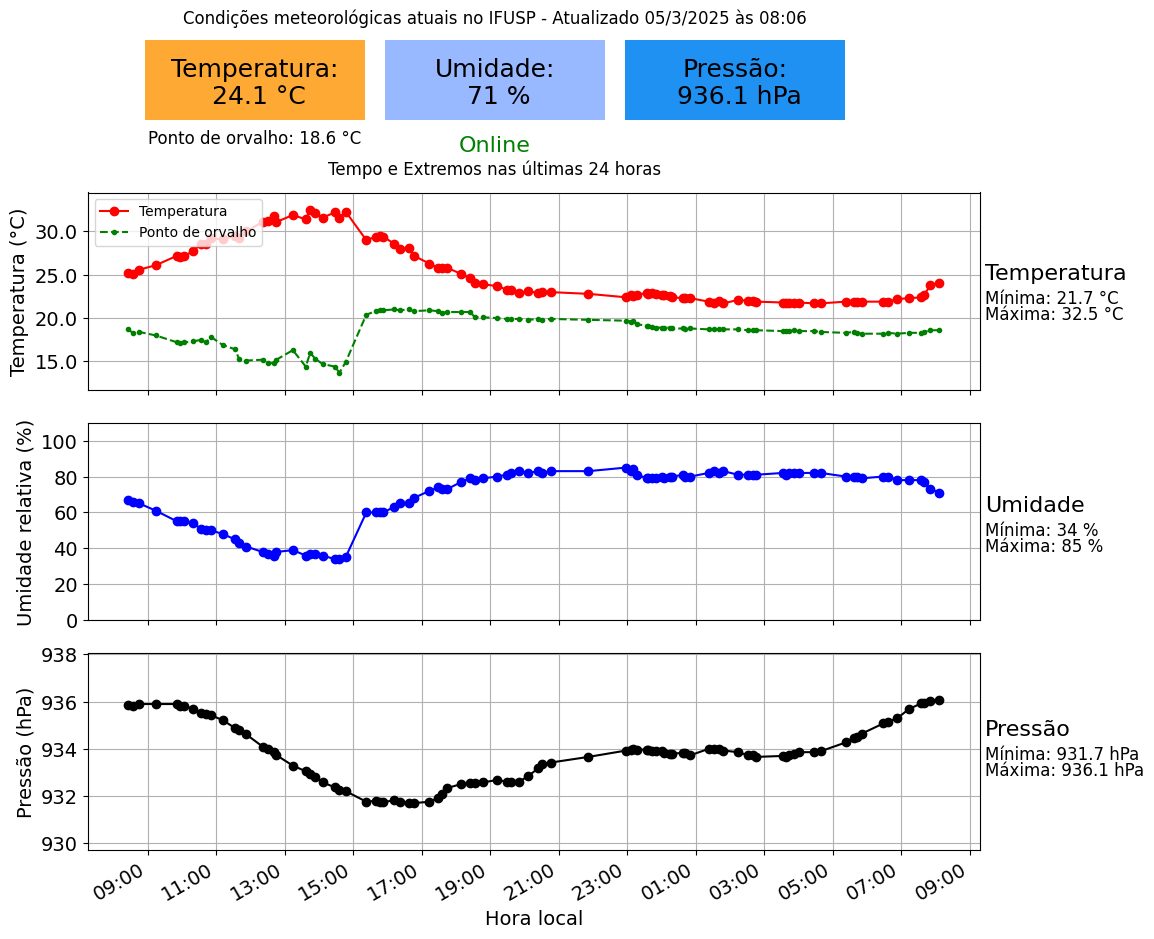 Condições meteorológicas atuais no IFUSP - Atualizado 05/3/2025 às 08:06
Temperatura:
24.1 °C
Umidade:
71 %
Pressão:
936.1 hPa
Ponto de orvalho: 18.6 °C
Online
Tempo e Extremos nas últimas 24 horas
Temperatura (°C)
30.0
25.0
20.0
15.0
Temperatura
Ponto de orvalho
Temperatura
Mínima: 21.7 °C
Máxima: 32.5 °C
Umidade relativa (%)
100
80
60
40
20
0
Umidade
Mínima: 34 %
Máxima: 85 %
Pressão (hPa)
938
936
934
932
930
Pressão
Mínima: 931.7 hPa
Máxima: 936.1 hPa
09:00 11:00 13:00 15:00 17:00 19:00 21:00 23:00 01:00 03:00 05:00 07:00 09:00
Hora local